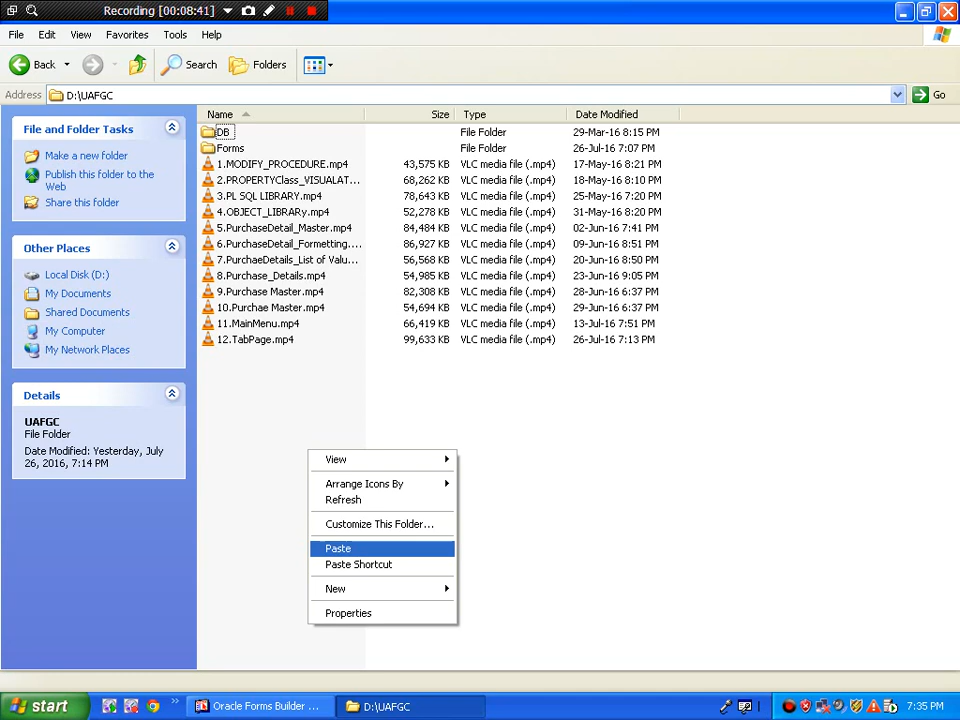 Recording [00:08:41]
File Edit View Favorites Tools Help
Back Search Folders
Address D:\UAFGC Go
File and Folder Tasks
Make a new folder
Publish this folder to the
Web
Share this folder
Other Places
Local Disk (D:)
My Documents
Shared Documents
My Computer
My Network Places
Details
UAFGC
File Folder
Date Modified: Yesterday, July
26, 2016, 7:14 PM
Name Size Type Date Modified
DB File Folder 29-Mar-16 8:15 PM
Forms File Folder 26-Jul-16 7:07 PM
1.MODIFY_PROCEDURE.mp4 43,575 KB VLC media file (.mp4) 17-May-16 8:21 PM
2.PROPERTYClass_VISUALAT... 68,262 KB VLC media file (.mp4) 18-May-16 8:10 PM
3.PL SQL LIBRARY.mp4 78,643 KB VLC media file (.mp4) 25-May-16 7:20 PM
4.OBJECT_LIBRARy.mp4 52,278 KB VLC media file (.mp4) 31-May-16 8:20 PM
5.PurchaseDetail_Master.mp4 84,484 KB VLC media file (.mp4) 02-Jun-16 7:41 PM
6.PurchaseDetail_Formetting.... 86,927 KB VLC media file (.mp4) 09-Jun-16 8:51 PM
7.PurchaeDetails_List of Valu... 56,568 KB VLC media file (.mp4) 20-Jun-16 8:50 PM
8.Purchase_Details.mp4 54,985 KB VLC media file (.mp4) 23-Jun-16 9:05 PM
9.Purchase Master.mp4 82,308 KB VLC media file (.mp4) 28-Jun-16 6:37 PM
10.Purchae Master.mp4 54,694 KB VLC media file (.mp4) 29-Jun-16 6:37 PM
11.MainMenu.mp4 66,419 KB VLC media file (.mp4) 13-Jul-16 7:51 PM
12.TabPage.mp4 99,633 KB VLC media file (.mp4) 26-Jul-16 7:13 PM
View
Arrange Icons By
Refresh
Customize This Folder...
Paste
Paste Shortcut
New
Properties
start Oracle Forms Builder ... D:\UAFGC 7:35 PM